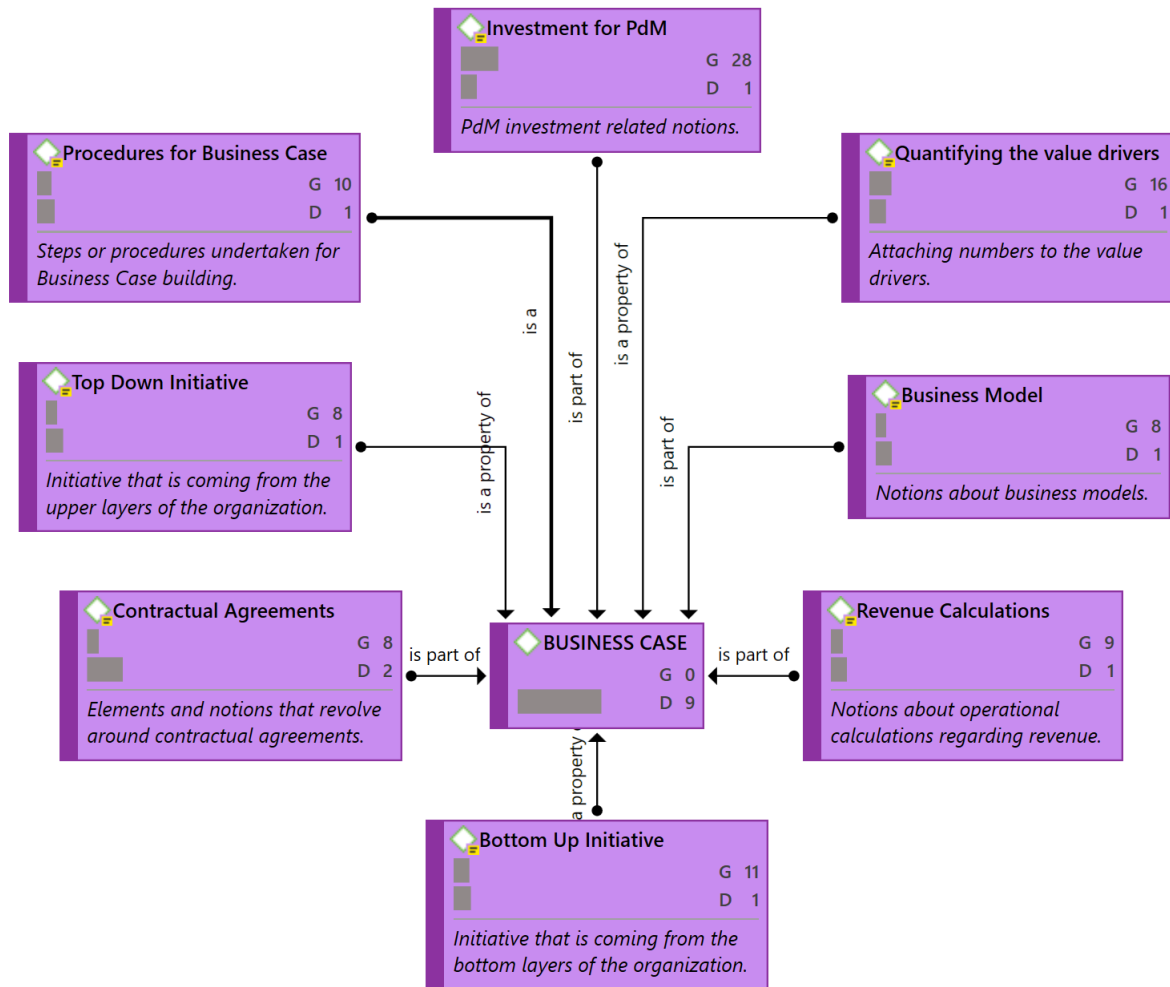 Investment for PdM
G 28
D 1
PdM investment related notions.
Procedures for Business Case
G 10
D 1
Steps or procedures undertaken for
Business Case building.
Quantifying the value drivers
G 16
D 1
Attaching numbers to the value
drivers.
is a
is part of
is a property of
Top Down Initiative
G 8
D 1
Initiative that is coming from the
upper layers of the organization.
is a property of
is part of
Business Model
G 8
D 1
Notions about business models.
Contractual Agreements
G 8
D 2
Elements and notions that revolve
around contractual agreements.
is part of
BUSINESS CASE
G 0
D 9
is part of
Revenue Calculations
G 9
D 1
Notions about operational
calculations regarding revenue.
a property
Bottom Up Initiative
G 11
D 1
Initiative that is coming from the
bottom layers of the organization.